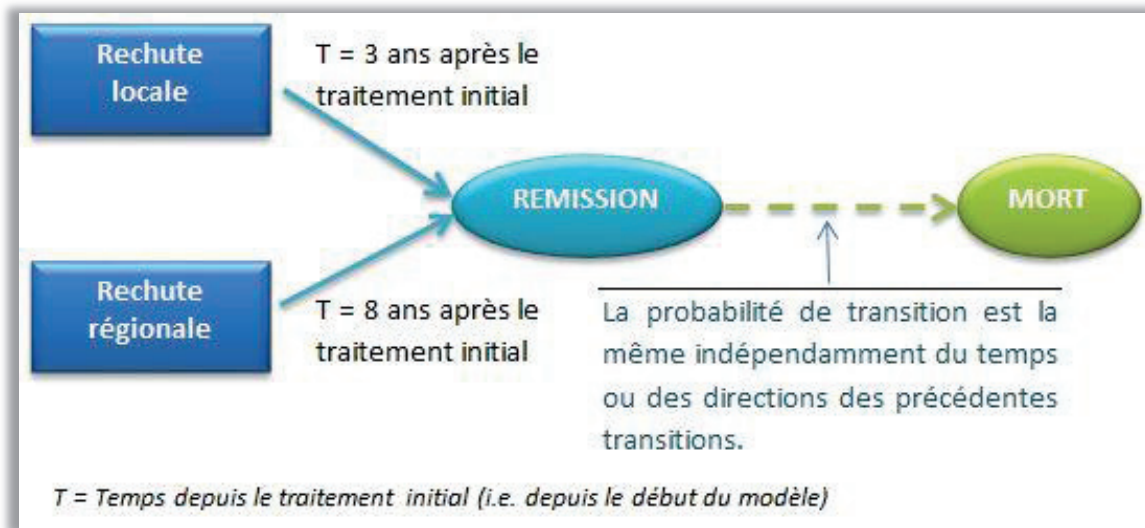 Rechute
locale
T = 3 ans après le
traitement initial
REMISSION
MORT
Rechute
régionale
T = 8 ans après le
traitement initial
La probabilité de transition est la
même indépendamment du temps
ou des directions des précédentes
transitions.
T = Temps depuis le traitement initial (i.e. depuis le début du modèle)